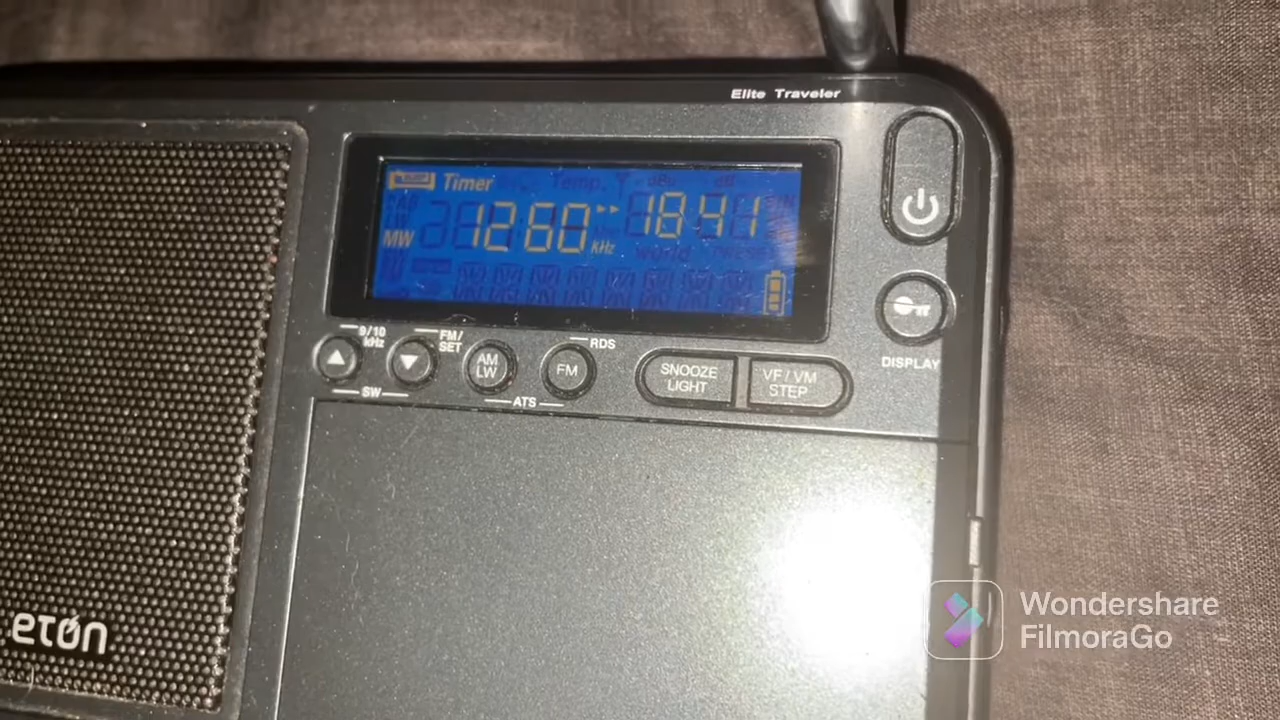 Elite Traveler
Timer
MW 1260 KHz 1841
DISPLAY
9/10 kHz
FM/ SET
SW
AM LW
FM
RDS
ATS
SNOOZE LIGHT
VF / VM STEP
etón
Wondershare
FilmoraGo